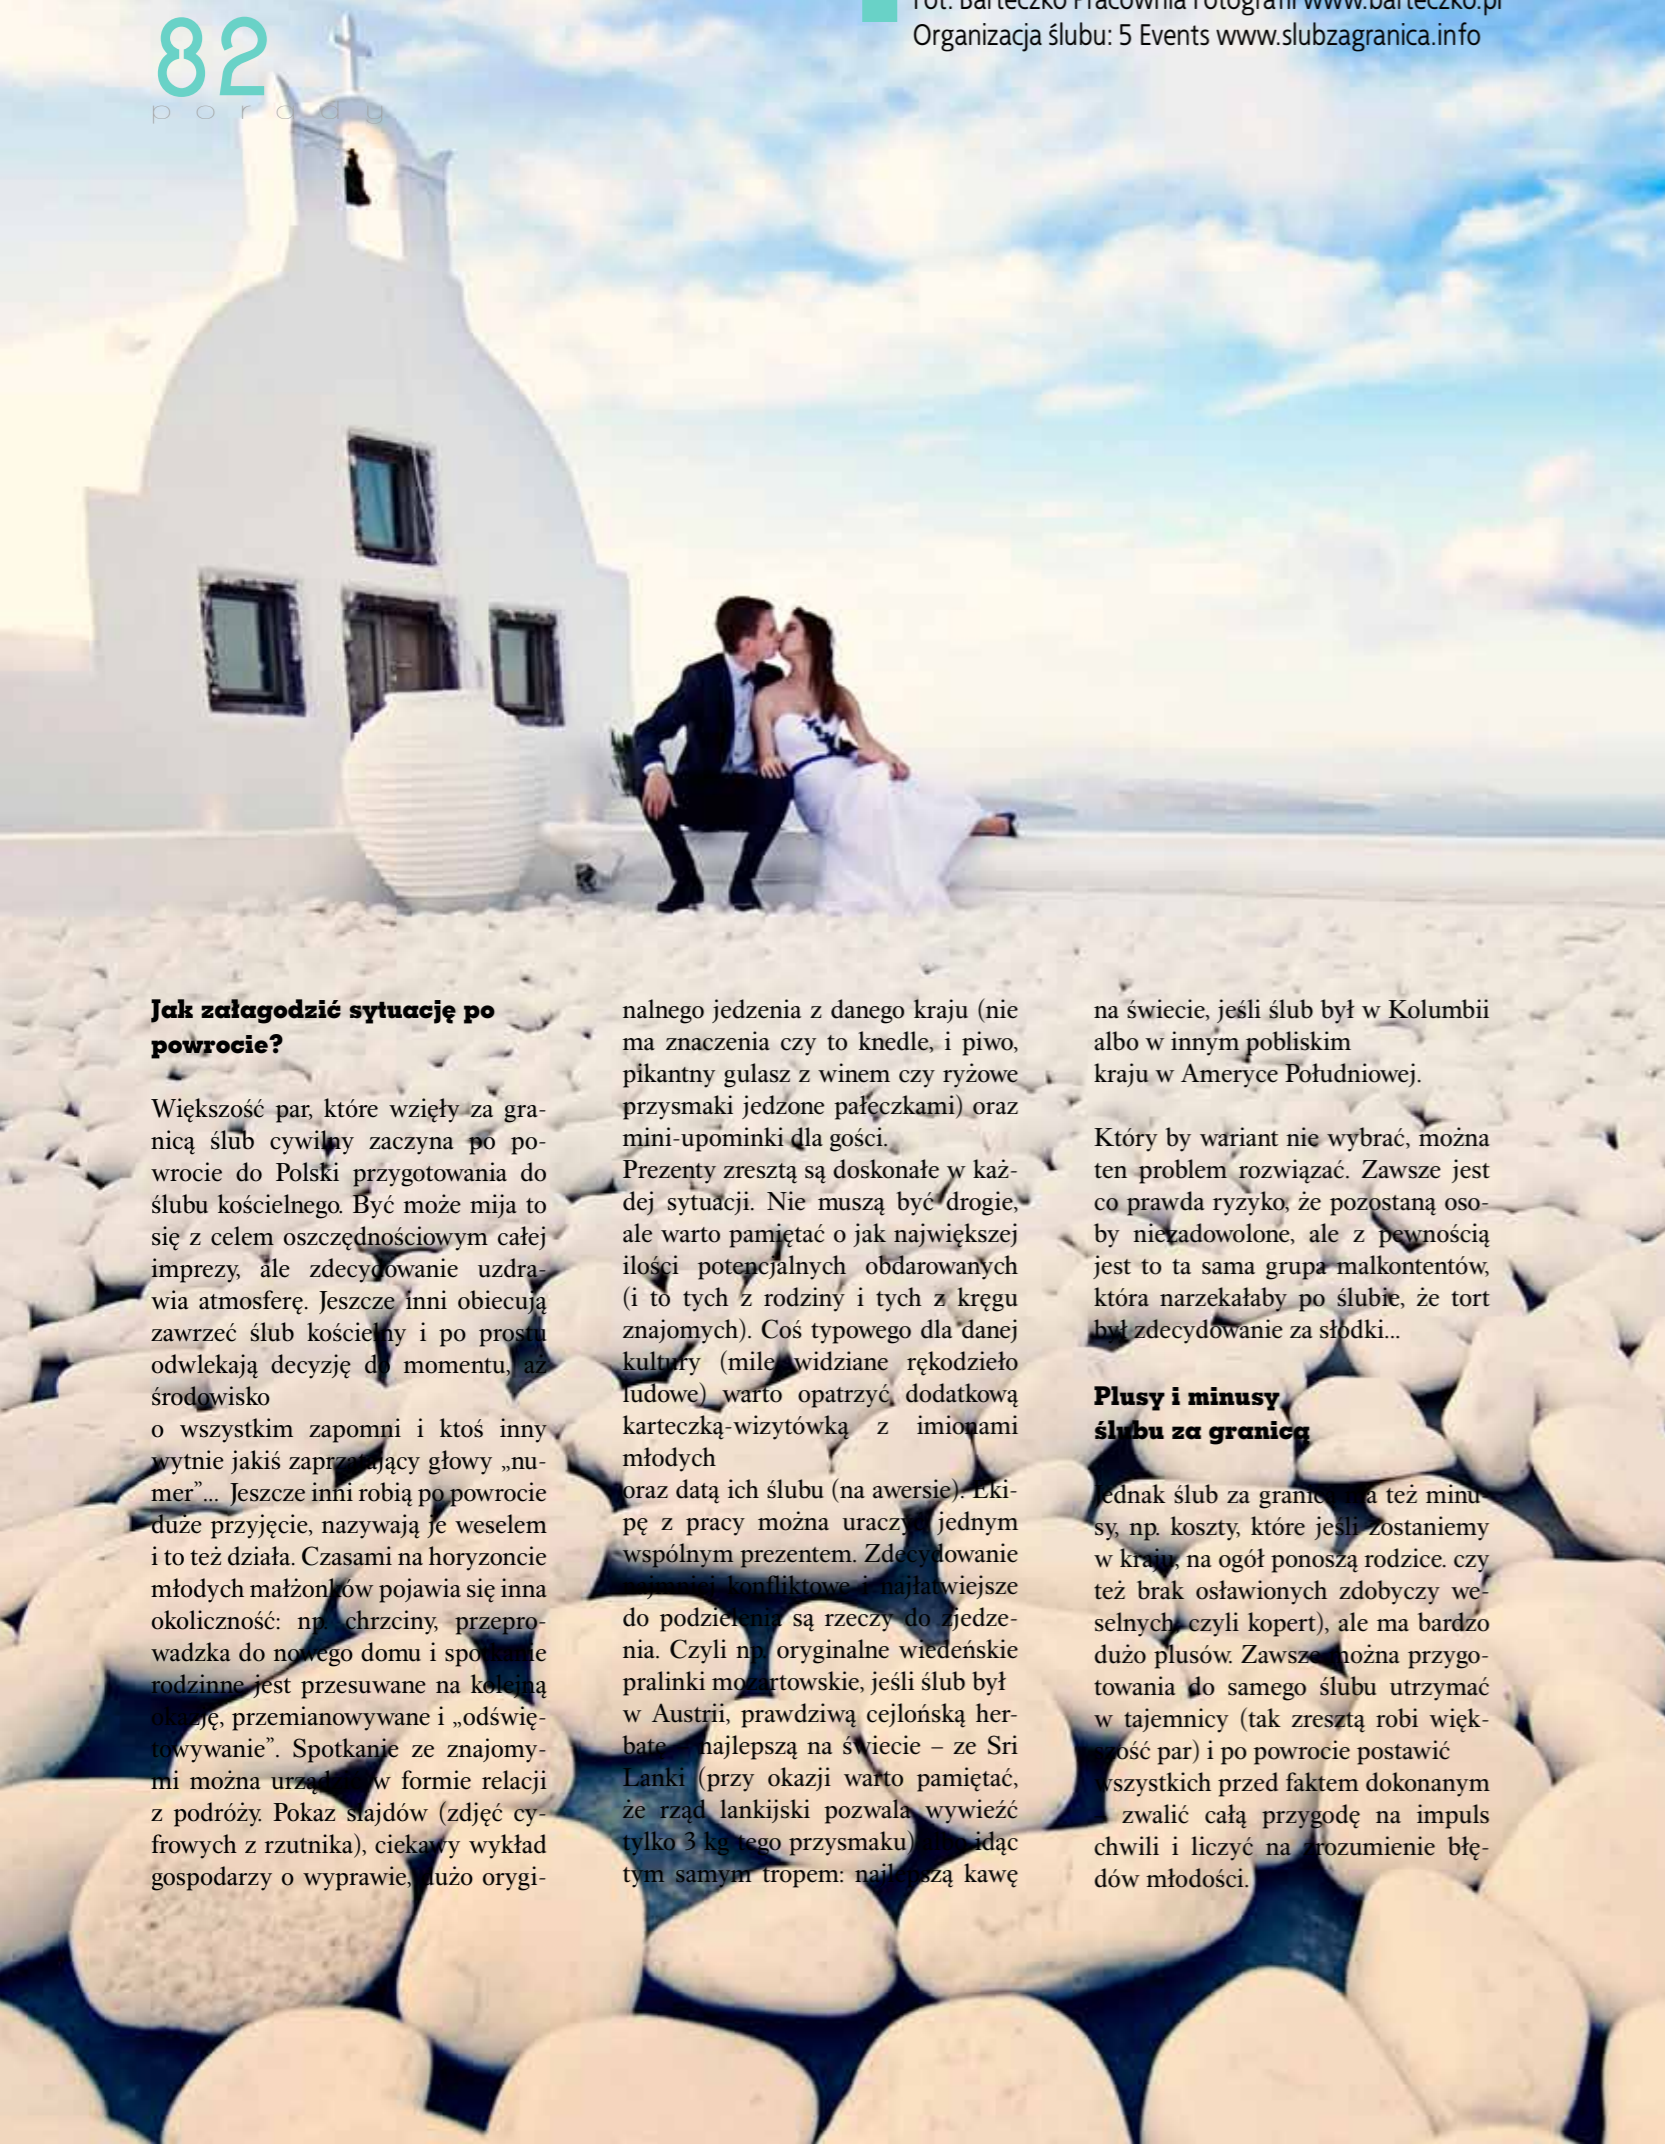 82
porady
Fot. Barteczko Pracownia Fotografii www.barteczko.pl
Organizacja ślubu: 5 Events www.slubzagranica.info
Jak załagodzić sytuację po
powrocie?
Większość par, które wzięły za gra-
nicą ślub cywilny zaczyna po po-
wrocie do Polski przygotowania do
ślubu kościelnego. Być może mija to
się z celem oszczędnościowym całej
imprezy, ale zdecydowanie uzdra-
wia atmosferę. Jeszcze inni obiecują
zawrzeć ślub kościelny i po prostu
odwlekają decyzję do momentu, aż
środowisko
o wszystkim zapomni i ktoś inny
wytnie jakiś zaprzątający głowy „nu-
mer”... Jeszcze inni robią po powrocie
duże przyjęcie, nazywają je weselem
i to też działa. Czasami na horyzoncie
młodych małżonków pojawia się inna
okoliczność: np. chrzciny, przepro-
wadzka do nowego domu i spotkanie
rodzinne jest przesuwane na kolejną
okazję, przemianowywane i „odświę-
towywanie”. Spotkanie ze znajomy-
mi można urządzić w formie relacji
z podróży. Pokaz slajdów (zdjęć cy-
frowych z rzutnika), ciekawy wykład
gospodarzy o wyprawie, dużo orygi-
nalnego jedzenia z danego kraju (nie
ma znaczenia czy to knedle, i piwo,
pikantny gulasz z winem czy ryżowe
przysmaki jedzone pałeczkami) oraz
mini-upominki dla gości.
Prezenty zresztą są doskonałe w każ-
dej sytuacji. Nie muszą być drogie,
ale warto pamiętać o jak największej
ilości potencjalnych obdarowanych
(i to tych z rodziny i tych z kręgu
znajomych). Coś typowego dla danej
kultury (mile widziane rękodzieło
ludowe) warto opatrzyć dodatkową
karteczką-wizytówką z imionami
młodych
oraz datą ich ślubu (na awersie). Eki-
pę z pracy można uraczyć jednym
wspólnym prezentem. Zdecydowanie
najmniej konfliktowe i najłatwiejsze
do podzielenia są rzeczy do zjedze-
nia. Czyli np. oryginalne wiedeńskie
pralinki mozartowskie, jeśli ślub był
w Austrii, prawdziwą cejlońską her-
batę – najlepszą na świecie – ze Sri
Lanki (przy okazji warto pamiętać,
że rząd lankijski pozwala wywieźć
tylko 3 kg tego przysmaku) idąc
tym samym tropem: najlepszą kawę
na świecie, jeśli ślub był w Kolumbii
albo w innym pobliskim
kraju w Ameryce Południowej.
Który by wariant nie wybrać, można
ten problem rozwiązać. Zawsze jest
co prawda ryzyko, że pozostaną oso-
by niezadowolone, ale z pewnością
jest to ta sama grupa malkontentów,
która narzekałaby po ślubie, że tort
był zdecydowanie za słodki...
Plusy i minusy
ślubu za granicą
Jednak ślub za granicą ma też minu-
sy, np. koszty, które jeśli zostaniemy
w kraju, na ogół ponoszą rodzice. czy
też brak osławionych zdobyczy we-
selnych, czyli kopert), ale ma bardzo
dużo plusów. Zawsze można przygo-
towania do samego ślubu utrzymać
w tajemnicy (tak zresztą robi więk-
szość par) i po powrocie postawić
wszystkich przed faktem dokonanym
zwalić całą przygodę na impuls
chwili i liczyć na zrozumienie błę-
dów młodości.